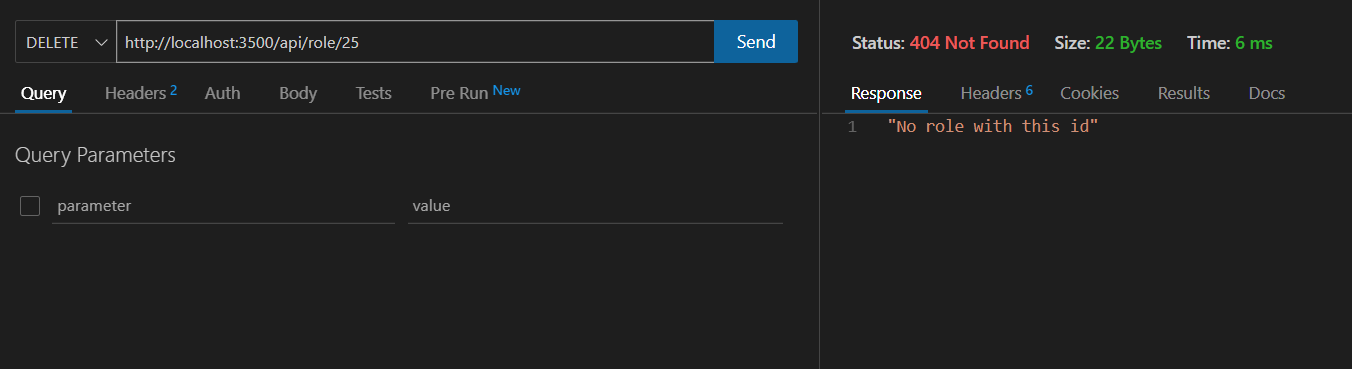 DELETE http://localhost:3500/api/role/25 Send
Query Headers 2 Auth Body Tests Pre Run New
Query Parameters
parameter value
Status: 404 Not Found Size: 22 Bytes Time: 6 ms
Response Headers 6 Cookies Results Docs
1 "No role with this id"